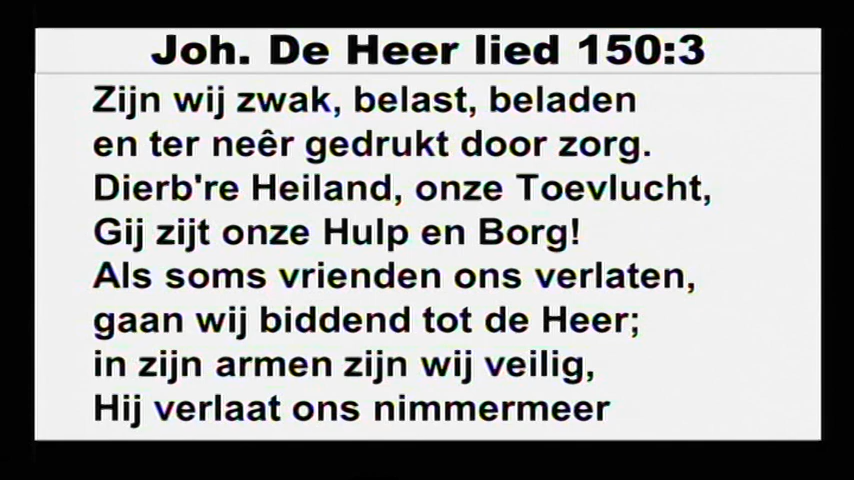 Joh. De Heer lied 150:3
Zijn wij zwak, belast, beladen
en ter neêr gedrukt door zorg.
Dierb're Heiland, onze Toevlucht,
Gij zijt onze Hulp en Borg!
Als soms vrienden ons verlaten,
gaan wij biddend tot de Heer;
in zijn armen zijn wij veilig,
Hij verlaat ons nimmermeer